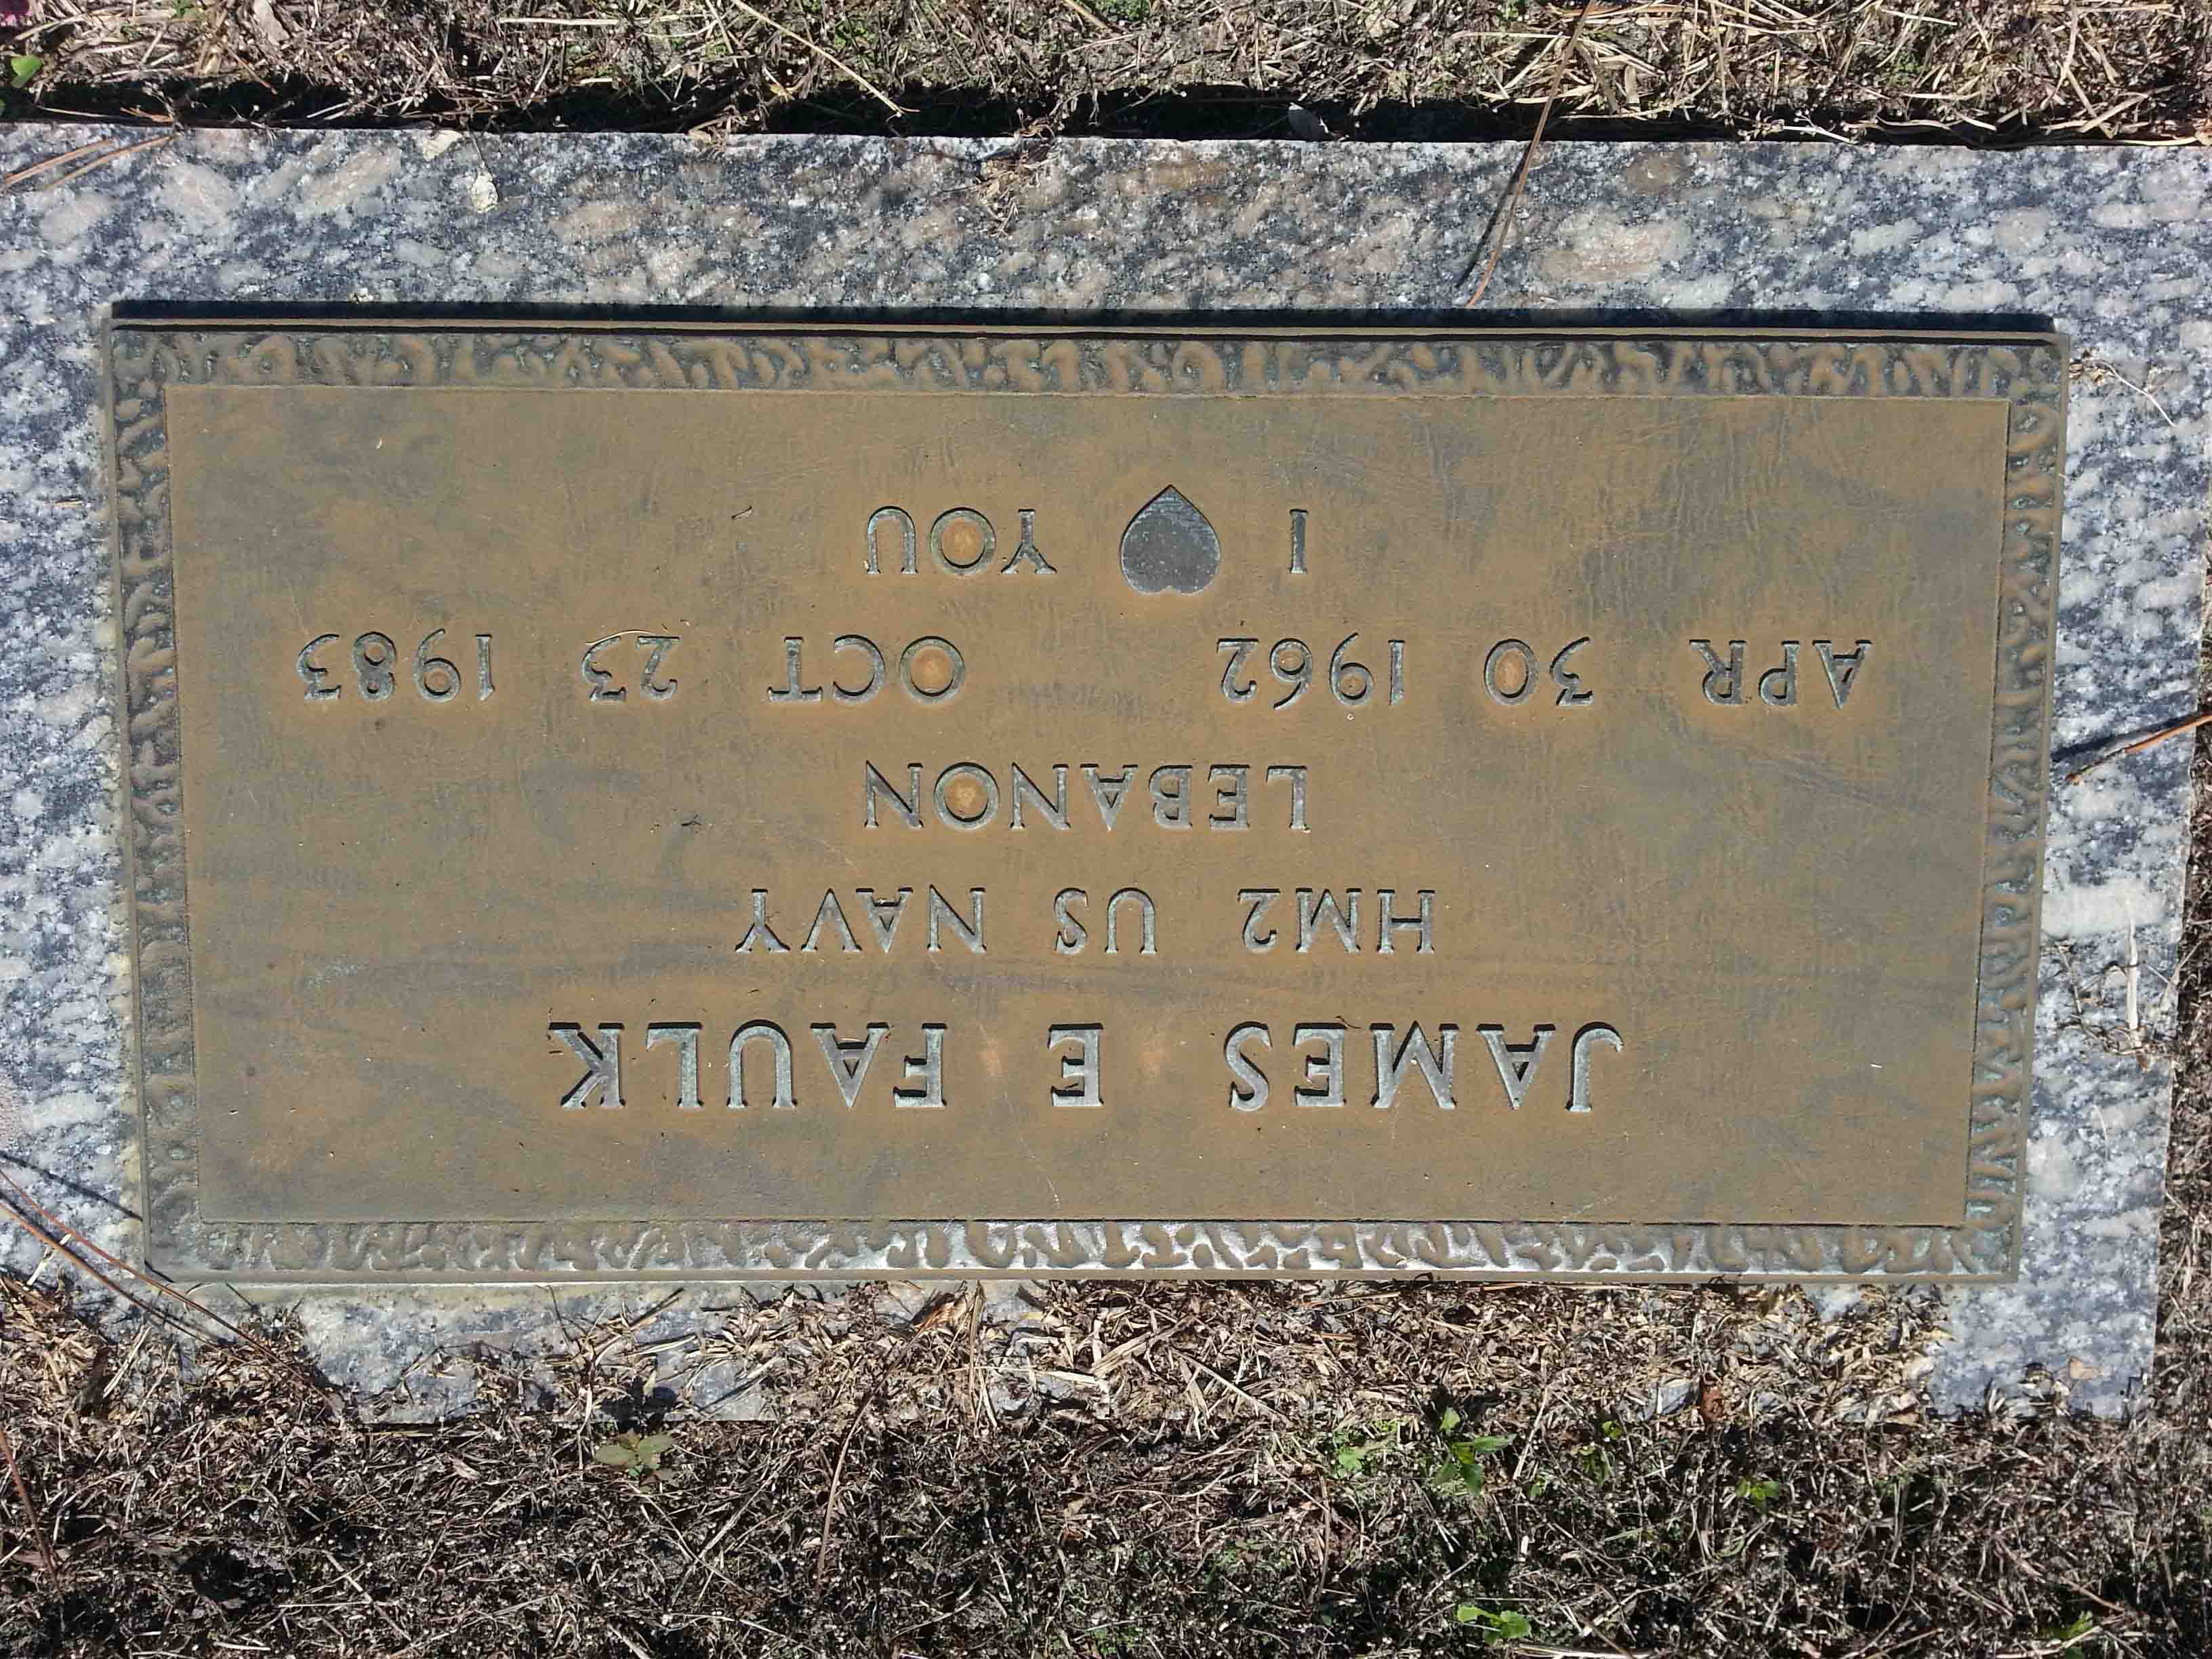 JAMES E FAULK
HM2 US NAVY
LEBANON
APR 30 1962 OCT 23 1983
I ♥ YOU